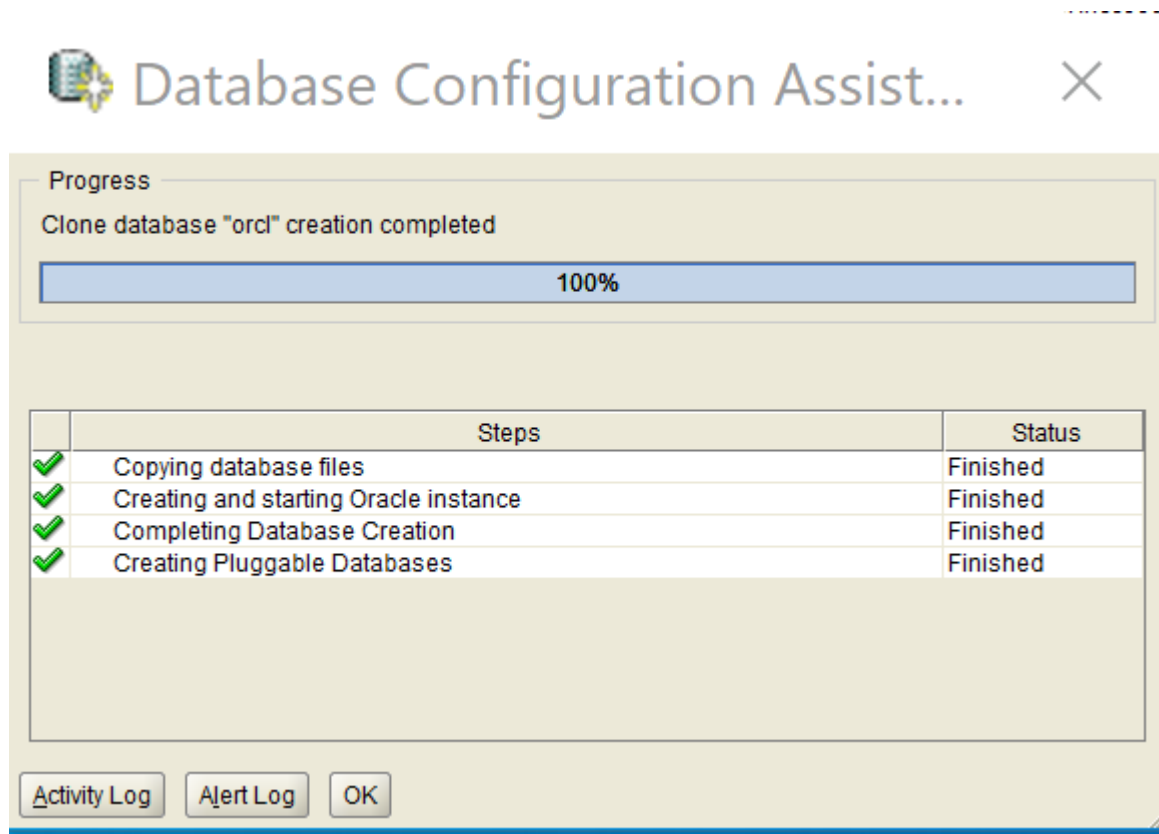 Database Configuration Assist...
Progress
Clone database "orcl" creation completed
100%
Steps Status
Copying database files Finished
Creating and starting Oracle instance Finished
Completing Database Creation Finished
Creating Pluggable Databases Finished
Activity Log Alert Log OK